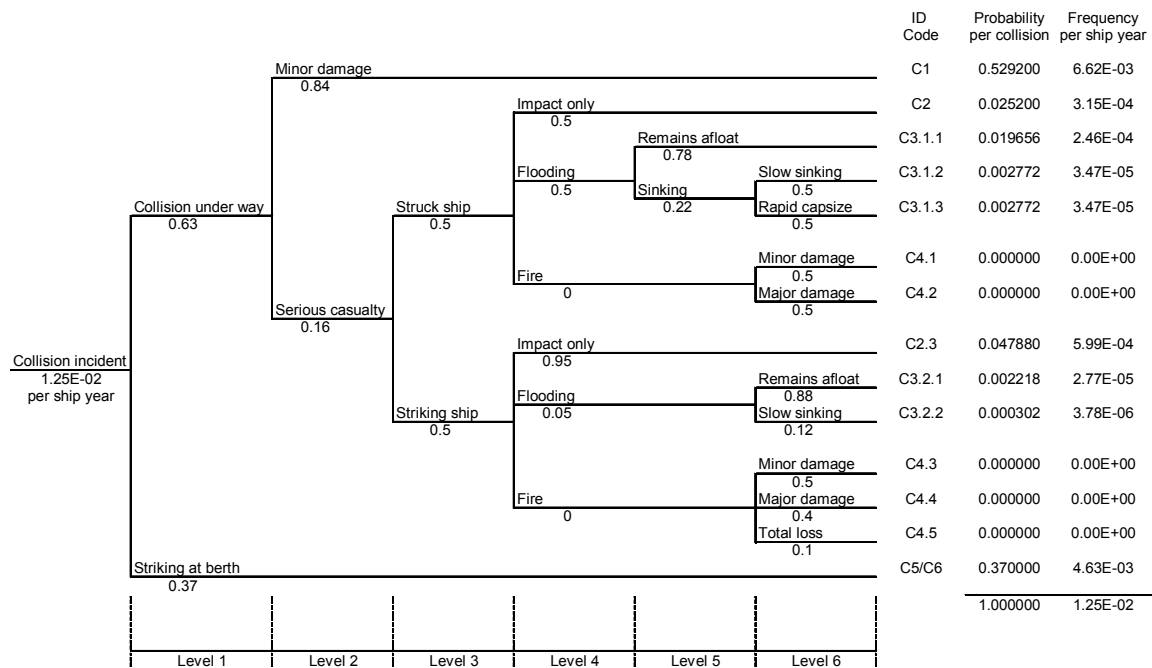 ID Probability Frequency
Code per collision per ship year
Minor damage C1 0.529200 6.62E-03
0.84
Impact only C2 0.025200 3.15E-04
0.5
Remains afloat C3.1.1 0.019656 2.46E-04
0.78
Flooding Slow sinking C3.1.2 0.002772 3.47E-05
0.5 Sinking 0.5
Collision under way Struck ship 0.22 Rapid capsize C3.1.3 0.002772 3.47E-05
0.63 0.5 0.5
Minor damage C4.1 0.000000 0.00E+00
Fire 0.5
0 Major damage C4.2 0.000000 0.00E+00
Serious casualty 0.5
0.16
Impact only C2.3 0.047880 5.99E-04
Collision incident 0.95
1.25E-02 Remains afloat C3.2.1 0.002218 2.77E-05
per ship year Flooding 0.88
Striking ship 0.05 Slow sinking C3.2.2 0.000302 3.78E-06
0.5 0.12
Minor damage C4.3 0.000000 0.00E+00
0.5
Fire Major damage C4.4 0.000000 0.00E+00
0 0.4
Total loss C4.5 0.000000 0.00E+00
0.1
Striking at berth C5/C6 0.370000 4.63E-03
0.37
1.000000 1.25E-02
Level 1 Level 2 Level 3 Level 4 Level 5 Level 6